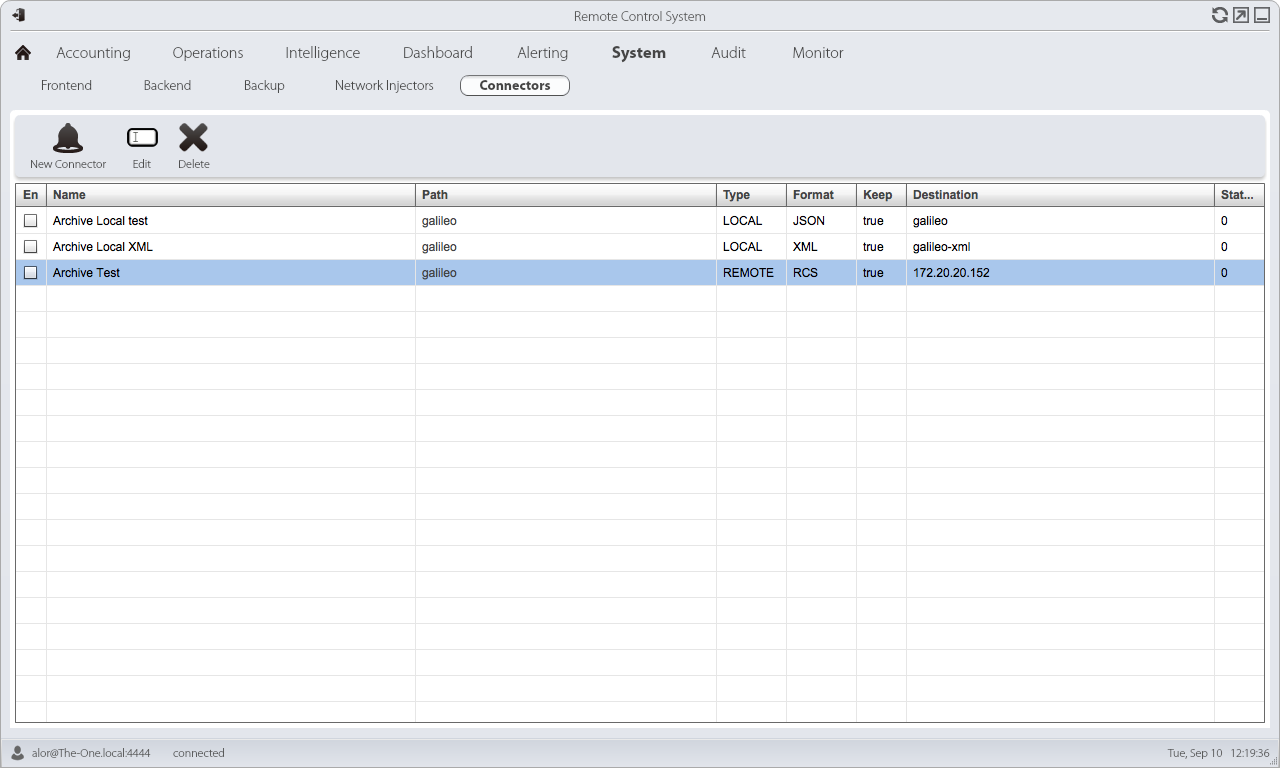 Remote Control System
Accounting Operations Intelligence Dashboard Alerting System Audit Monitor
Frontend Backend Backup Network Injectors Connectors
New Connector Edit Delete
En Name Path Type Format Keep Destination Stat...
Archive Local test galileo LOCAL JSON true galileo 0
Archive Local XML galileo LOCAL XML true galileo-xml 0
Archive Test galileo REMOTE RCS true 172.20.20.152 0
alor@The-One.local:4444 connected Tue, Sep 10 12:19:36